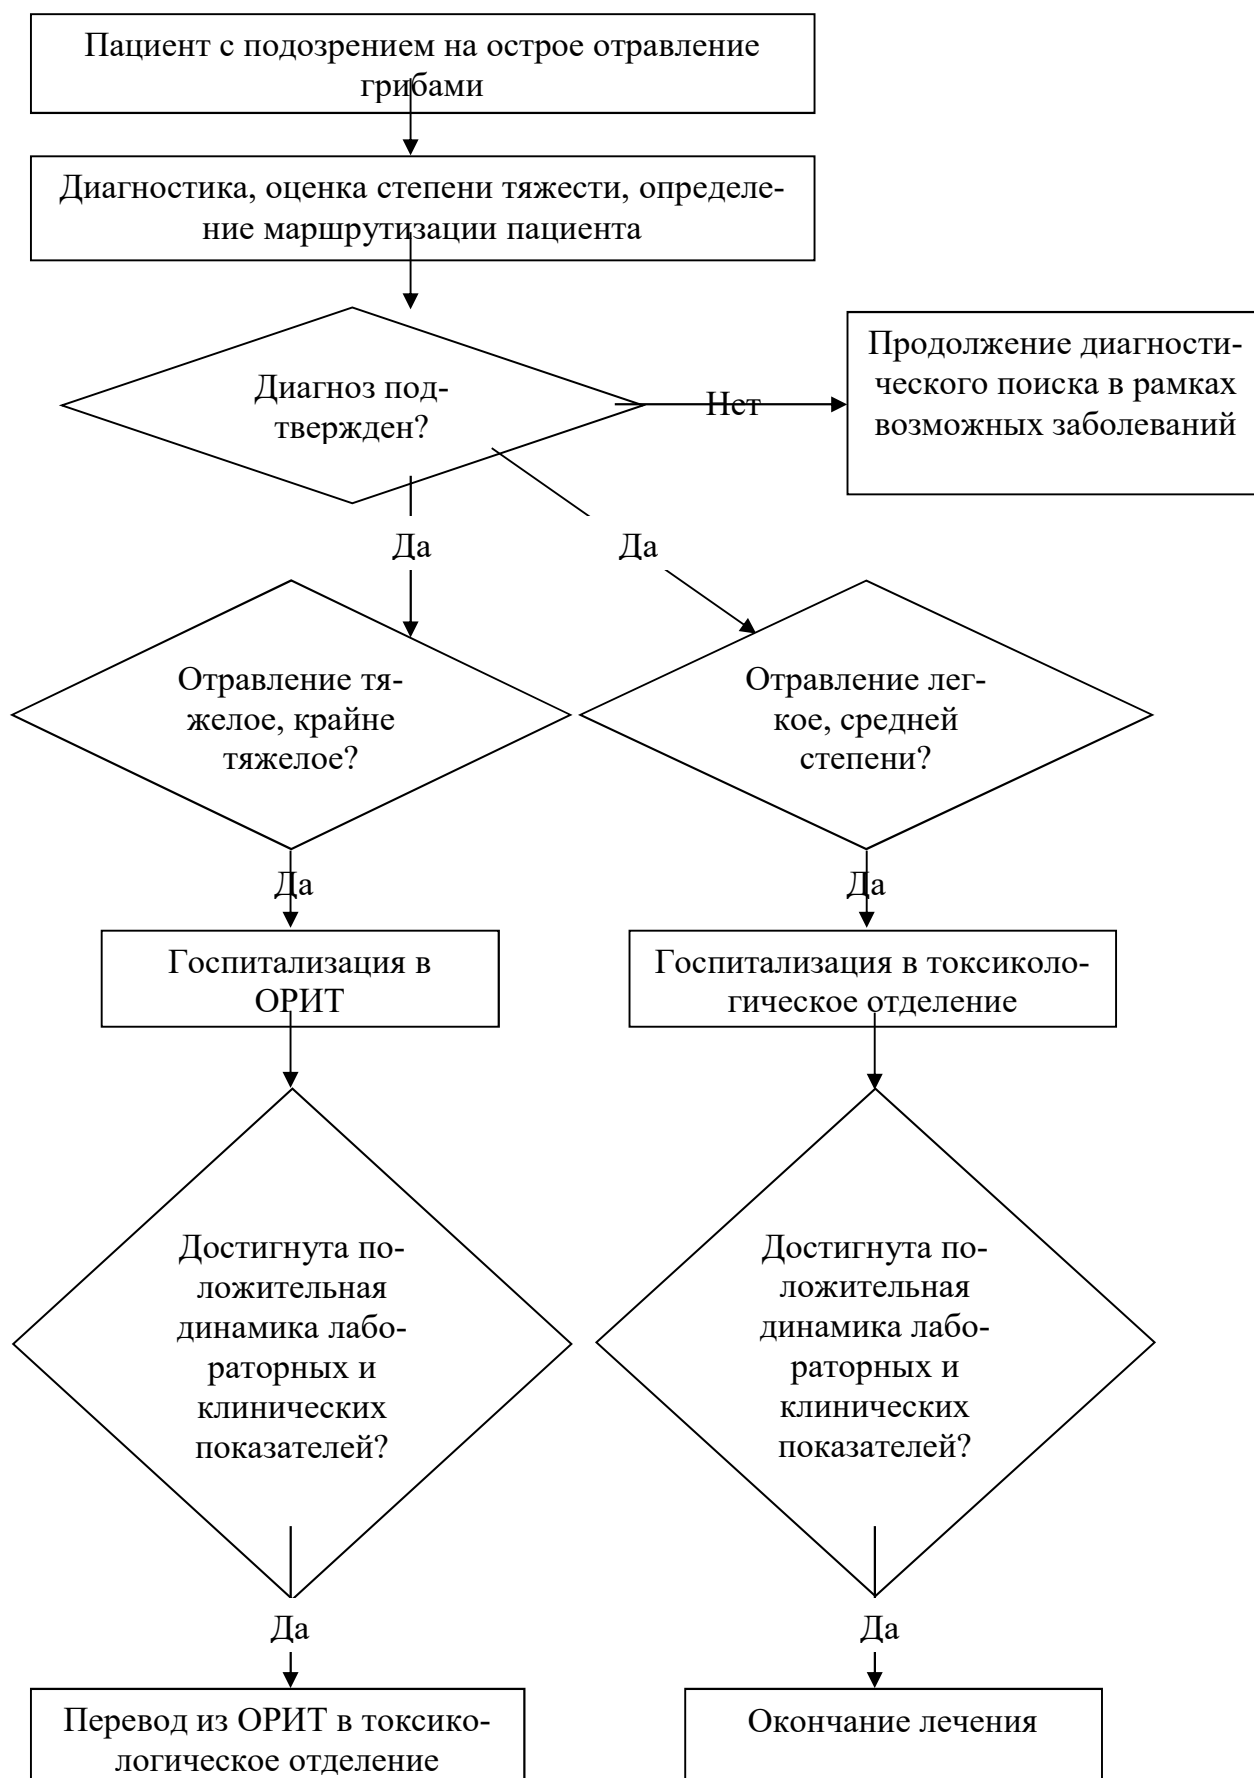 Пациент с подозрением на острое отравление
грибами
Диагностика, оценка степени тяжести, определе-
ние маршрутизации пациента
Диагноз под-
твержден?
Нет
Продолжение диагности-
ческого поиска в рамках
возможных заболеваний
Да
Да
Отравление тя-
желое, крайне
тяжелое?
Отравление лег-
кое, средней
степени?
Да
Да
Госпитализация в
ОРИТ
Госпитализация в токсиколо-
гическое отделение
Достигнута по-
ложительная
динамика лабо-
раторных и
клинических
показателей?
Достигнута по-
ложительная
динамика лабо-
раторных и
клинических
показателей?
Да
Да
Перевод из ОРИТ в токсико-
логическое отделение
Окончание лечения